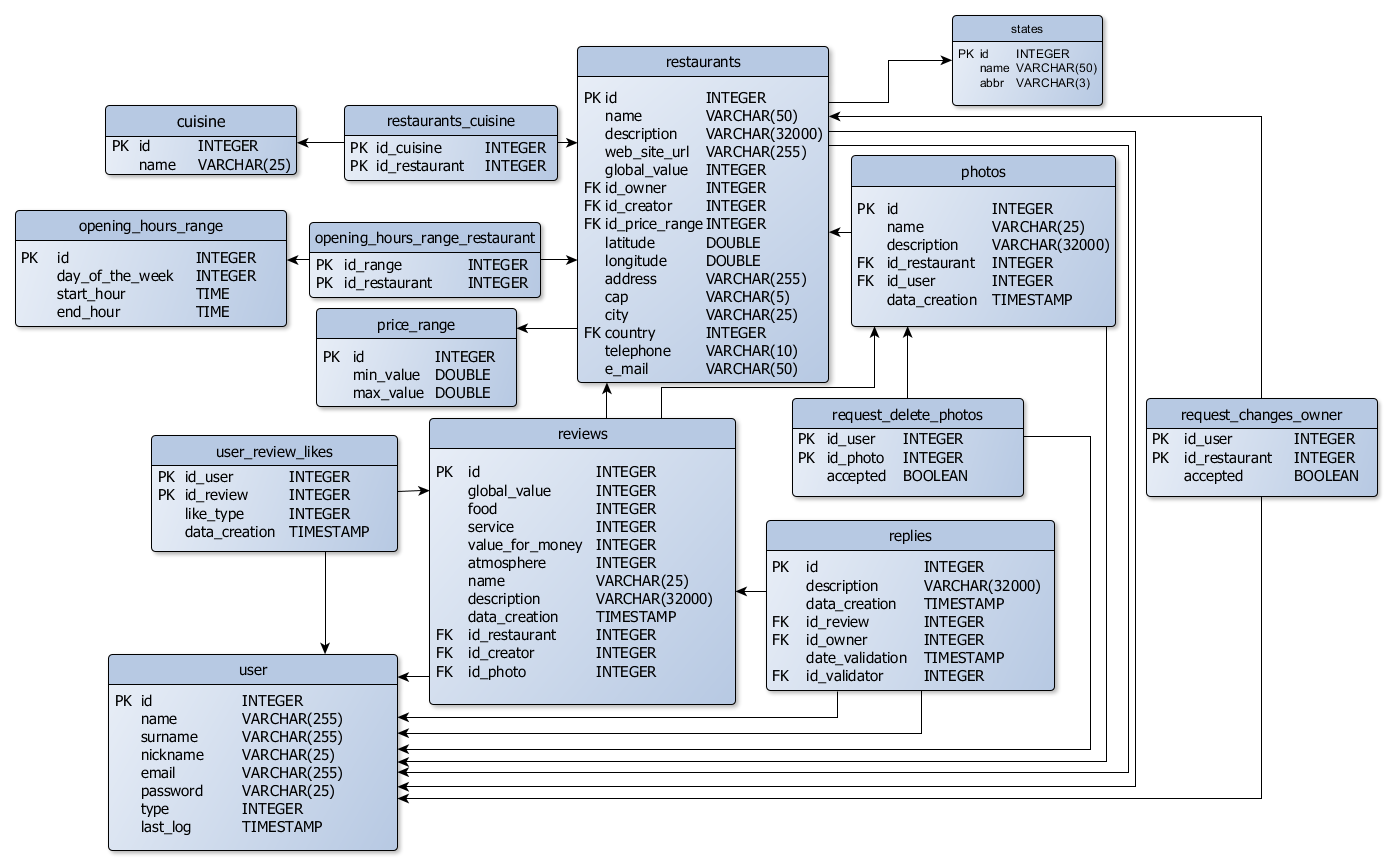 states
PK id INTEGER
name VARCHAR(50)
abbr VARCHAR(3)
restaurants
PK id INTEGER
name VARCHAR(50)
description VARCHAR(32000)
web_site_url VARCHAR(255)
global_value INTEGER
FK id_owner INTEGER
FK id_creator INTEGER
FK id_price_range INTEGER
latitude DOUBLE
longitude DOUBLE
address VARCHAR(255)
cap VARCHAR(5)
city VARCHAR(25)
FK country INTEGER
telephone VARCHAR(10)
e_mail VARCHAR(50)
cuisine
PK id INTEGER
name VARCHAR(25)
restaurants_cuisine
PK id_cuisine INTEGER
PK id_restaurant INTEGER
photos
PK id INTEGER
name VARCHAR(25)
description VARCHAR(32000)
FK id_restaurant INTEGER
FK id_user INTEGER
data_creation TIMESTAMP
opening_hours_range
PK id INTEGER
day_of_the_week INTEGER
start_hour TIME
end_hour TIME
opening_hours_range_restaurant
PK id_range INTEGER
PK id_restaurant INTEGER
price_range
PK id INTEGER
min_value DOUBLE
max_value DOUBLE
request_delete_photos
PK id_user INTEGER
PK id_photo INTEGER
accepted BOOLEAN
request_changes_owner
PK id_user INTEGER
PK id_restaurant INTEGER
accepted BOOLEAN
reviews
PK id INTEGER
global_value INTEGER
food INTEGER
service INTEGER
value_for_money INTEGER
atmosphere INTEGER
name VARCHAR(25)
description VARCHAR(32000)
data_creation TIMESTAMP
FK id_restaurant INTEGER
FK id_creator INTEGER
FK id_photo INTEGER
user_review_likes
PK id_user INTEGER
PK id_review INTEGER
like_type INTEGER
data_creation TIMESTAMP
replies
PK id INTEGER
description VARCHAR(32000)
data_creation TIMESTAMP
FK id_review INTEGER
FK id_owner INTEGER
date_validation TIMESTAMP
FK id_validator INTEGER
user
PK id INTEGER
name VARCHAR(255)
surname VARCHAR(255)
nickname VARCHAR(25)
email VARCHAR(255)
password VARCHAR(25)
type INTEGER
last_log TIMESTAMP